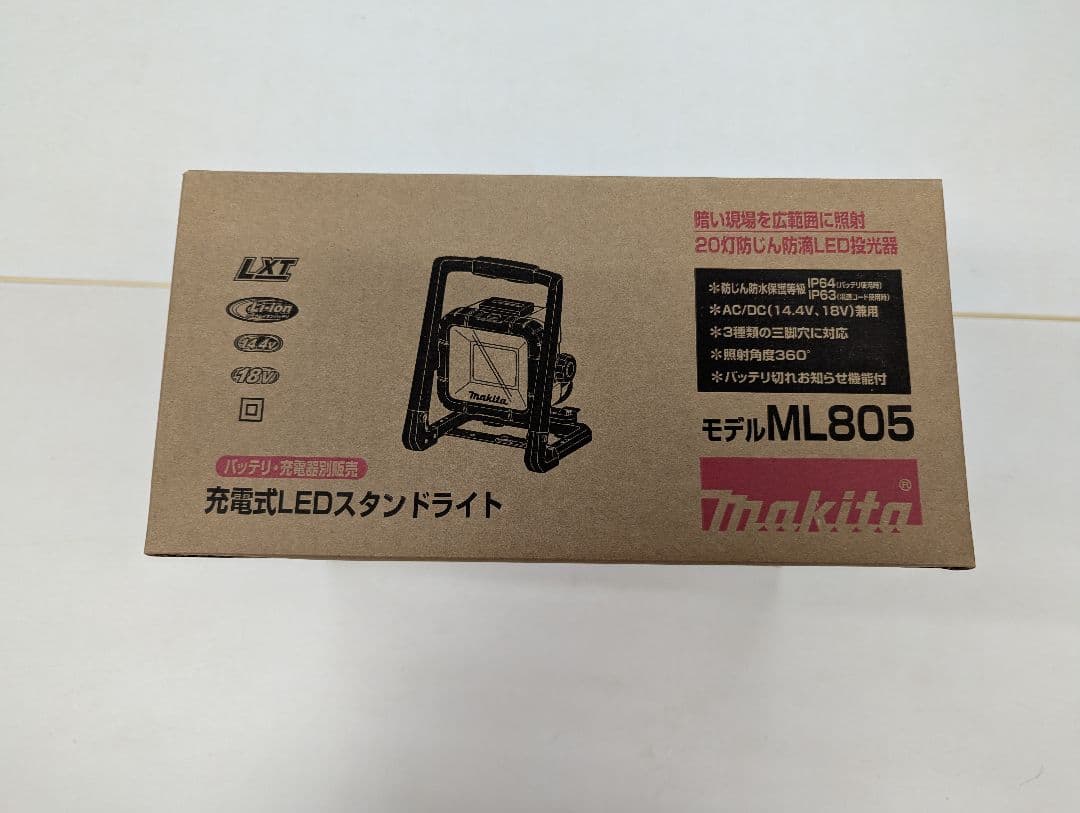 LXT
Li-ion
14.4V
18V
makita
バッテリ・充電器別販売
充電式LEDスタンドライト
暗い現場を広範囲に照射
20灯防じん防滴LED投光器
＊防じん防水保護等級 IP64(バッテリ使用時)
IP63(電源コード使用時)
＊AC/DC(14.4V、18V)兼用
＊3種類の三脚穴に対応
＊照射角度360°
＊バッテリ切れお知らせ機能付
モデルML805
makita®